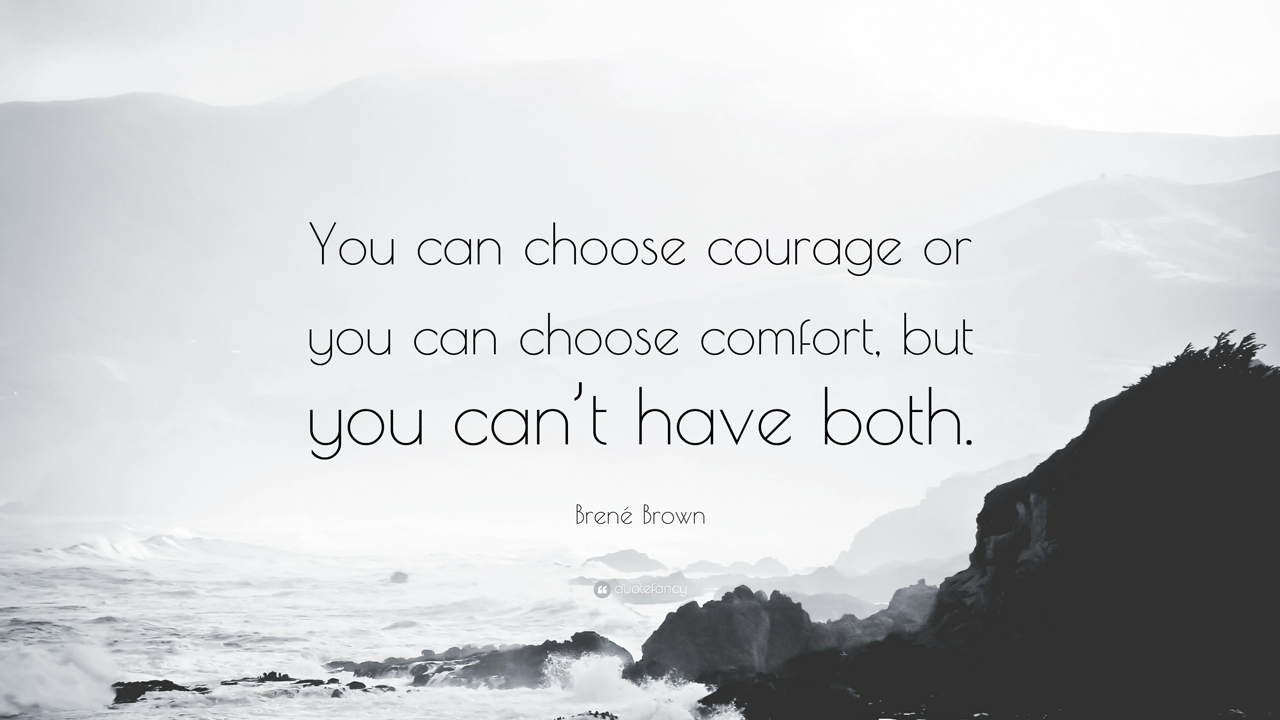 You can choose courage or
you can choose comfort, but
you can’t have both.
Brené Brown
quotefancy